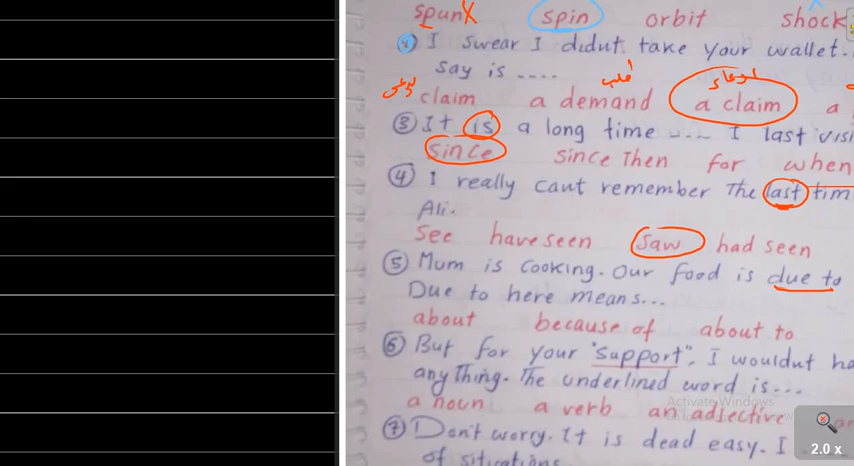 spun X spin orbit shock
② I swear I didnt take your wallet.
say is ....
claim a demand a claim a
③ It is a long time .... I last visi
since since then for when
④ I really cant remember The last tim
Ali.
see have seen saw had seen
⑤ Mum is cooking. Our food is due to
Due to here means...
about because of about to
⑥ But for your "support", I wouldnt ha
any Thing. The underlined word is...
Activate Windows
a noun a verb an adjective an
⑦ Don't worry. It is dead easy. I
of situations
2.0 x